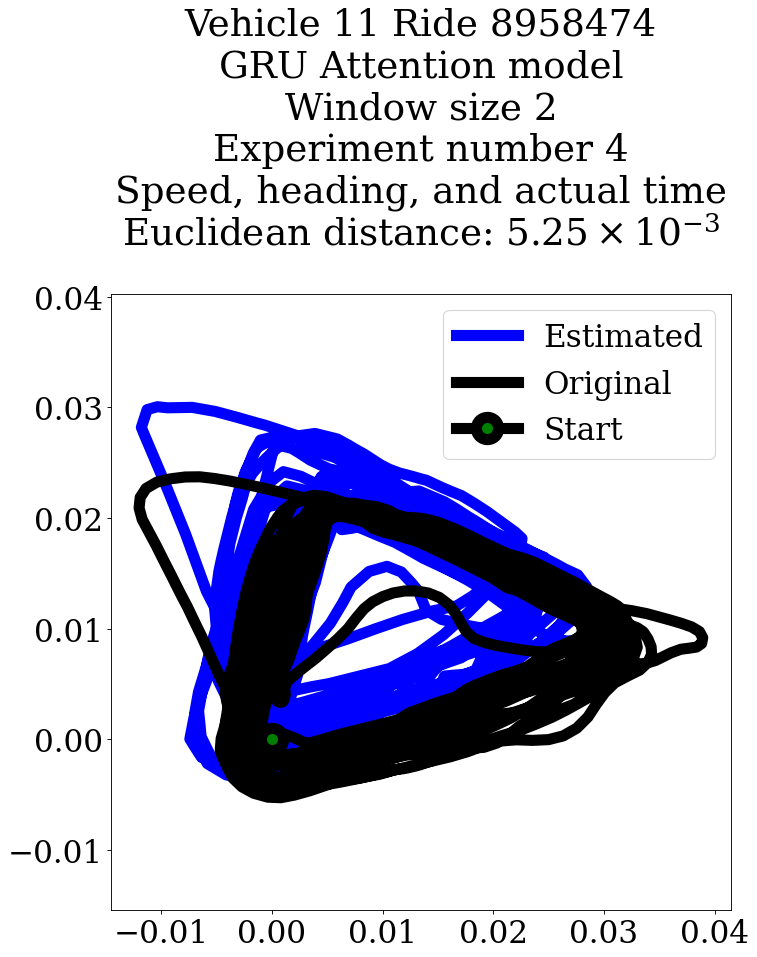 Vehicle 11 Ride 8958474
GRU Attention model
Window size 2
Experiment number 4
Speed, heading, and actual time
Euclidean distance: 5.25 × 10⁻³
0.04
0.03
0.02
0.01
0.00
−0.01
Estimated
Original
Start
−0.01 0.00 0.01 0.02 0.03 0.04